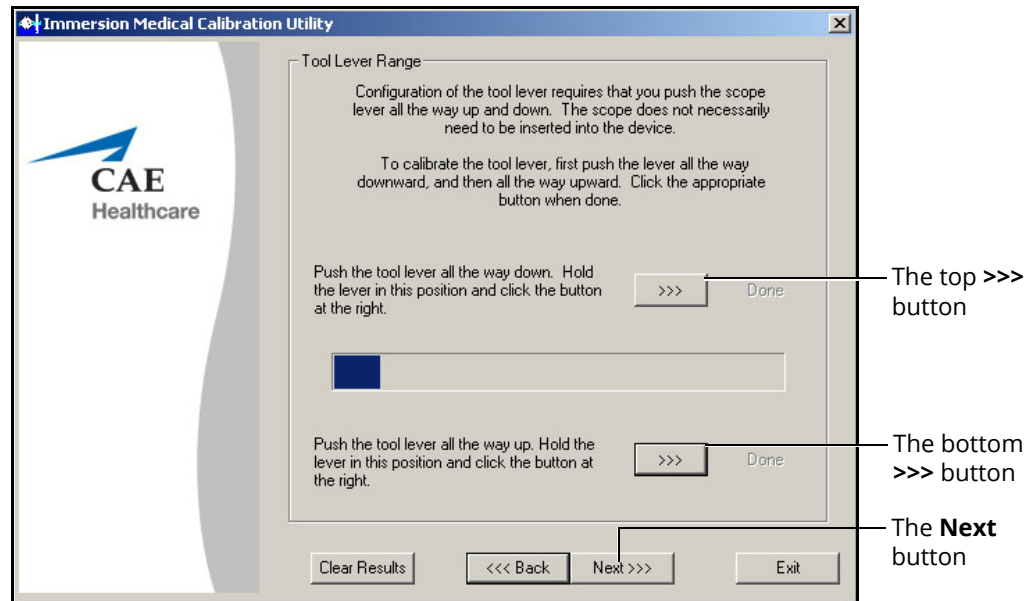 Immersion Medical Calibration Utility
CAE
Healthcare
Tool Lever Range
Configuration of the tool lever requires that you push the scope
lever all the way up and down. The scope does not necessarily
need to be inserted into the device.
To calibrate the tool lever, first push the lever all the way
downward, and then all the way upward. Click the appropriate
button when done.
Push the tool lever all the way down. Hold
the lever in this position and click the button
at the right.
>>>
Done
The top >>>
button
Push the tool lever all the way up. Hold the
lever in this position and click the button at
the right.
>>>
Done
The bottom
>>> button
The Next
button
Clear Results
<<< Back
Next >>>
Exit